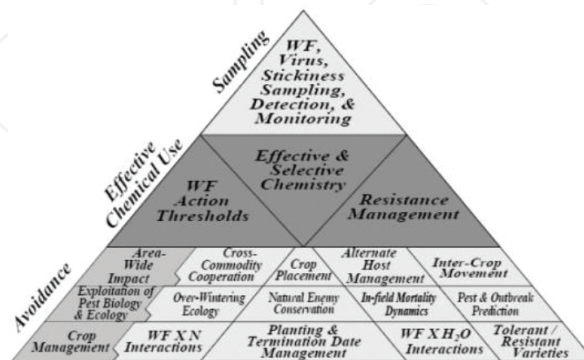 Sampling
WF,
Virus,
Stickiness
Sampling,
Detection, &
Monitoring
Effective
Chemical Use
WF
Action
Thresholds
Effective &
Selective
Chemistry
Resistance
Management
Avoidance
Area-
Wide
Impact
Cross-
Commodity
Cooperation
Crop
Placement
Alternate
Host
Management
Inter-Crop
Movement
Exploitation of
Pest Biology
& Ecology
Over-Wintering
Ecology
Natural Enemy
Conservation
In-field Mortality
Dynamics
Pest & Outbreak
Prediction
Crop
Management
WF X N
Interactions
Planting &
Termination Date
Management
WF X H₂O
Interactions
Tolerant /
Resistant
Varieties